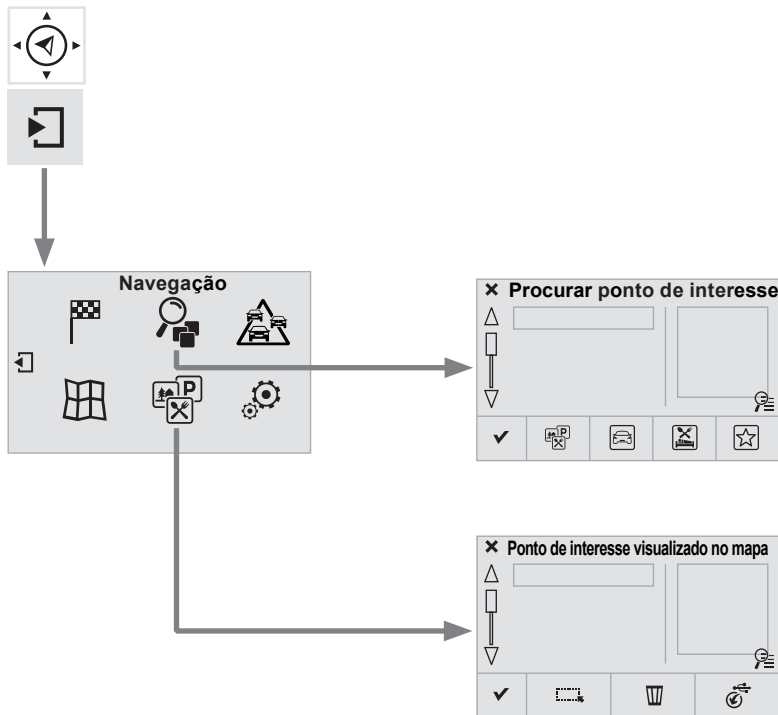 Navegação
Procurar ponto de interesse
P
P
Ponto de interesse visualizado no mapa